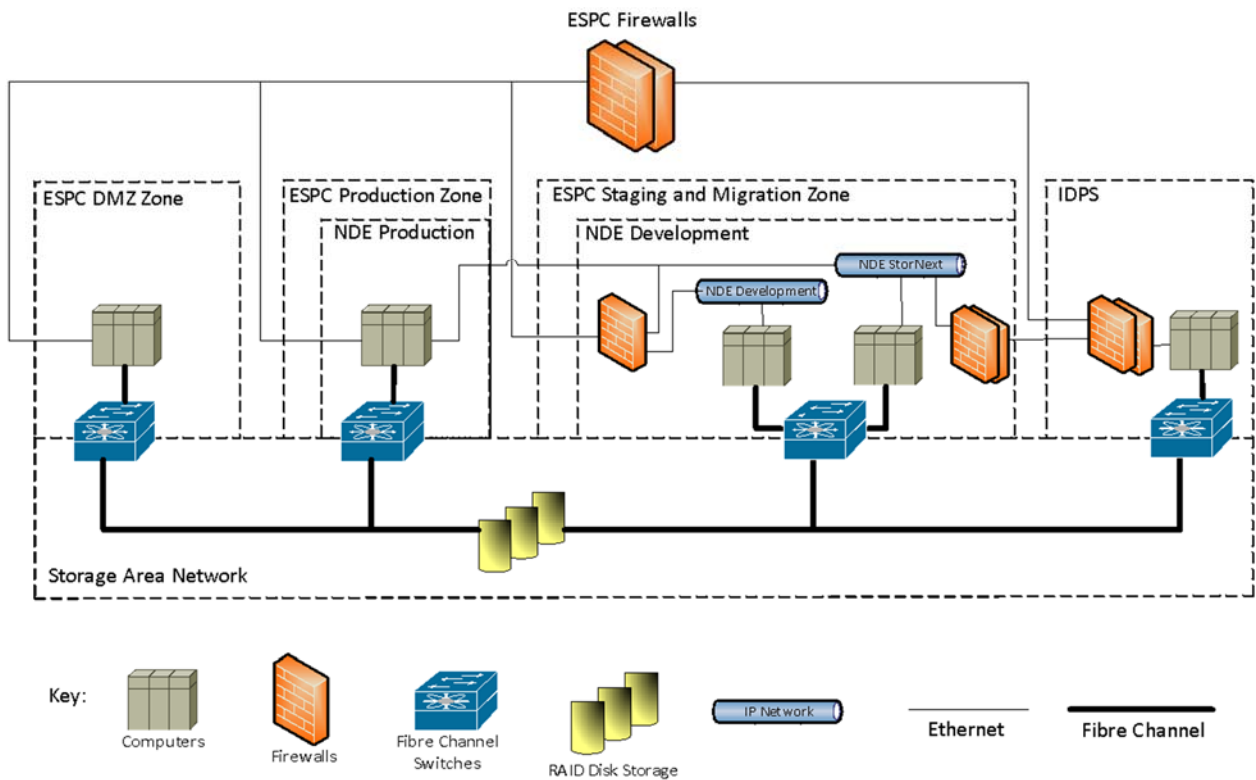 ESPC Firewalls
ESPC DMZ Zone
ESPC Production Zone
NDE Production
ESPC Staging and Migration Zone
NDE Development
IDPS
NDE StorNext
NDE Development
Storage Area Network
Key:
Computers
Firewalls
Fibre Channel
Switches
RAID Disk Storage
IP Network
Ethernet
Fibre Channel